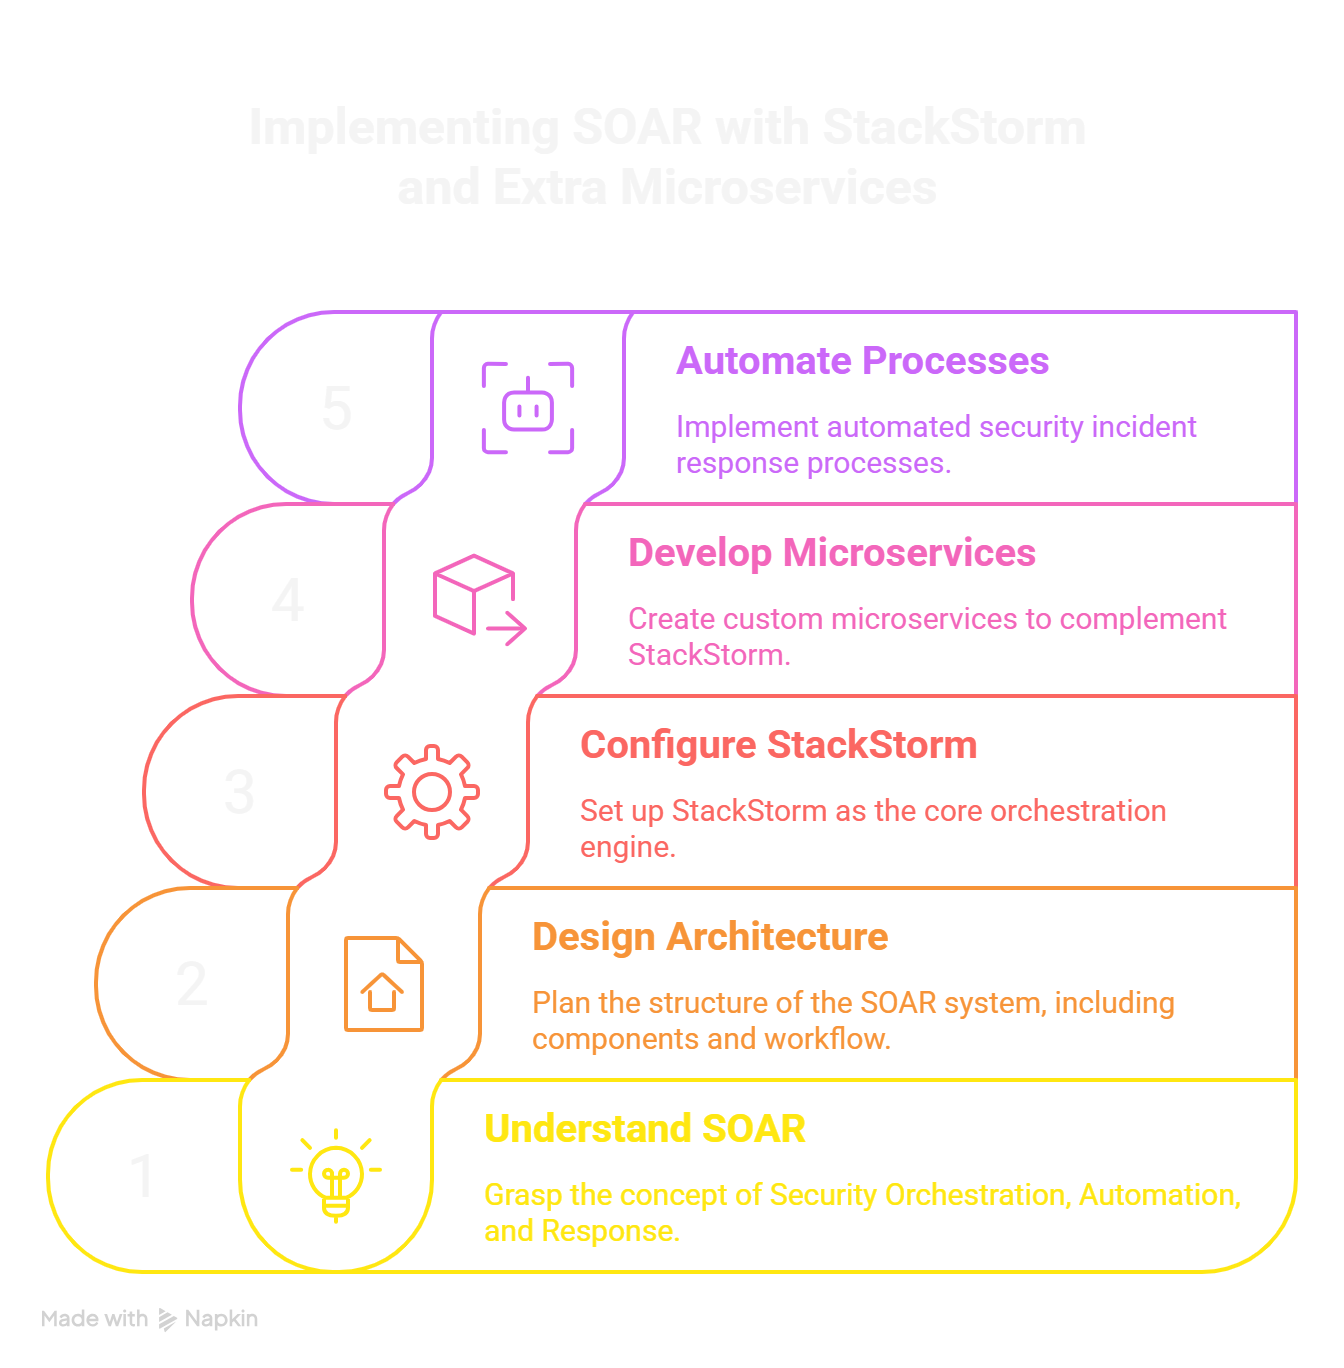 Implementing SOAR with StackStorm
and Extra Microservices
5
Automate Processes
Implement automated security incident
response processes.
4
Develop Microservices
Create custom microservices to complement
StackStorm.
3
Configure StackStorm
Set up StackStorm as the core orchestration
engine.
2
Design Architecture
Plan the structure of the SOAR system, including
components and workflow.
1
Understand SOAR
Grasp the concept of Security Orchestration, Automation,
and Response.
Made with Napkin